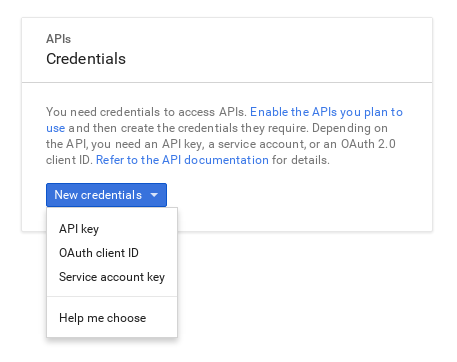 APIs
Credentials
You need credentials to access APIs. Enable the APIs you plan to
use and then create the credentials they require. Depending on
the API, you need an API key, a service account, or an OAuth 2.0
client ID. Refer to the API documentation for details.
New credentials
API key
OAuth client ID
Service account key
Help me choose